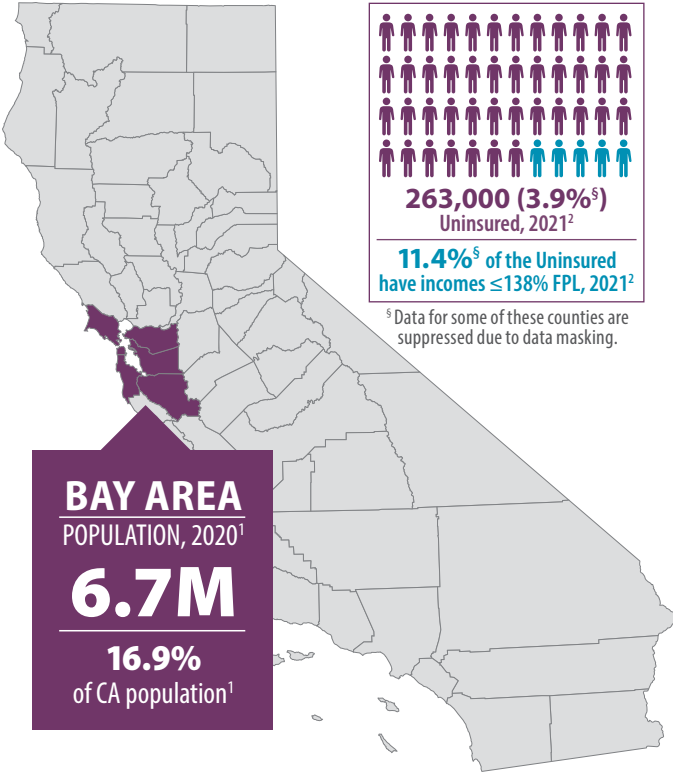 263,000 (3.9%§)
Uninsured, 2021²
11.4%§ of the Uninsured
have incomes ≤138% FPL, 2021²
§ Data for some of these counties are
suppressed due to data masking.
BAY AREA
POPULATION, 2020¹
6.7M
16.9%
of CA population¹